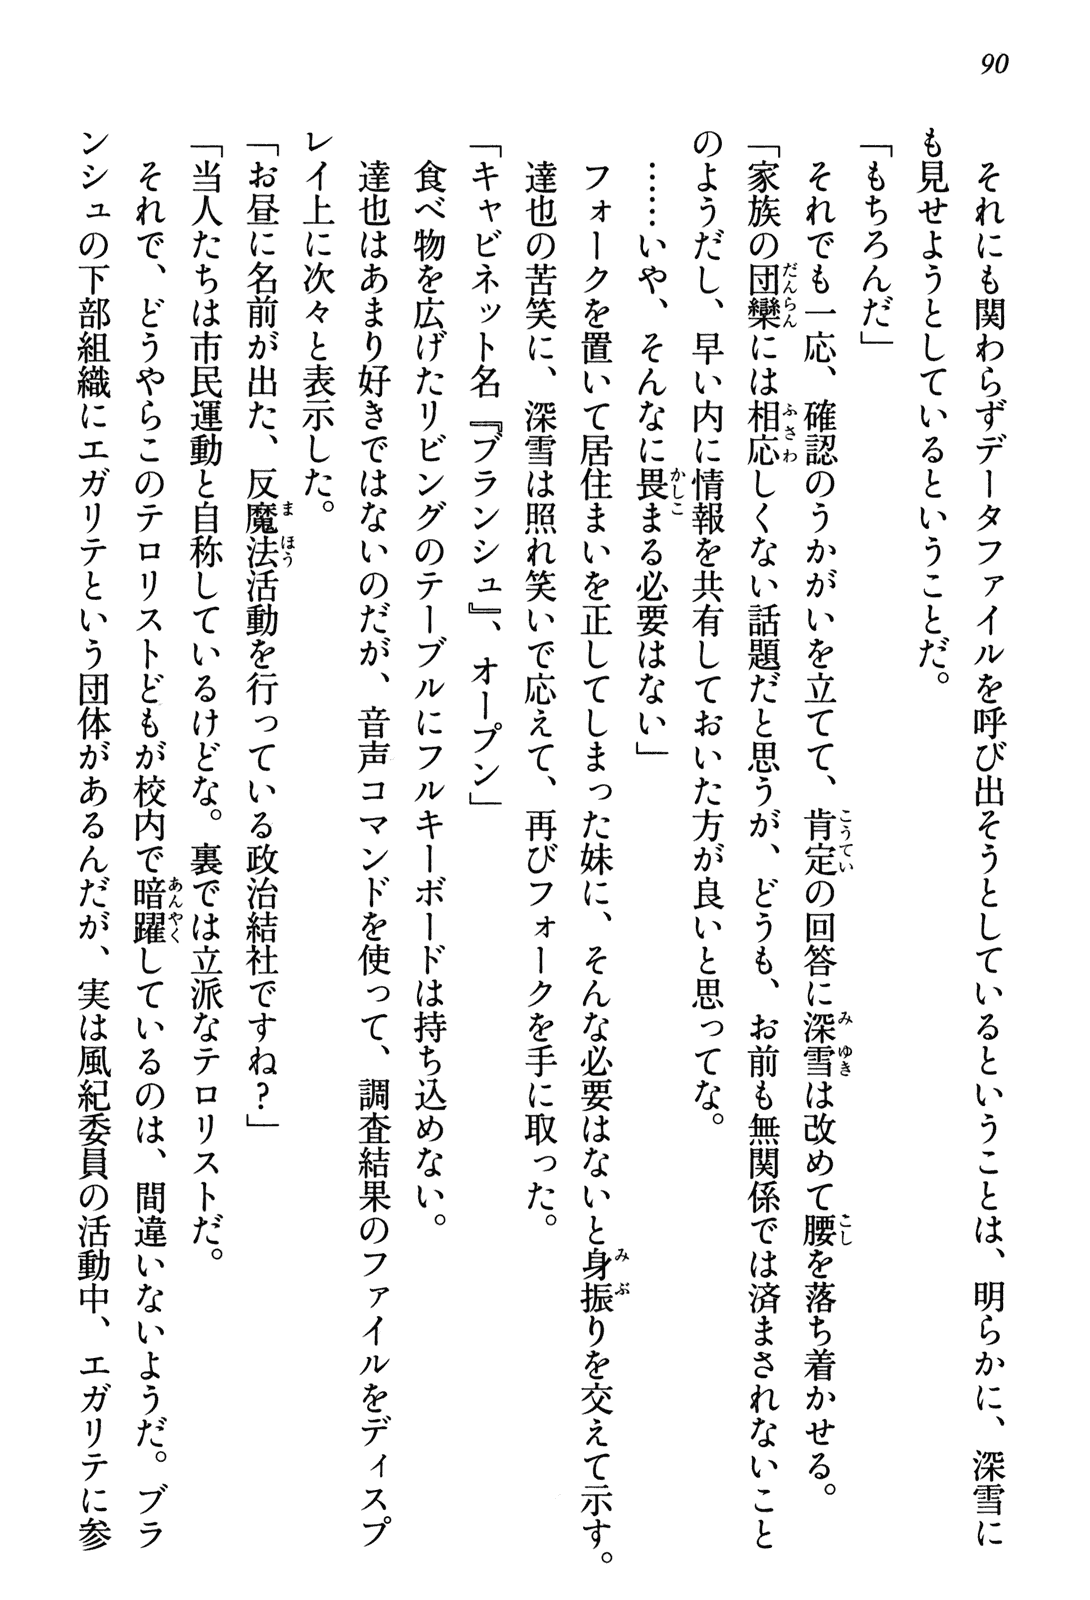 90
それにも関わらずデータファイルを呼び出そうとしているということは、明らかに、深雪に
も見せようとしているということだ。
「もちろんだ」
それでも一応、確認のうかがいを立てて、肯定の回答に深雪は改めて腰を落ち着かせる。
「家族の団欒には相応しくない話題だと思うが、どうも、お前も無関係では済まされないこと
のようだし、早い内に情報を共有しておいた方が良いと思ってな。
……いや、そんなに畏まる必要はない」
フォークを置いて居住まいを正してしまった妹に、そんな必要はないと身振りを交えて示す。
達也の苦笑に、深雪は照れ笑いで応えて、再びフォークを手に取った。
「キャビネット名『ブランシュ』、オープン」
食べ物を広げたリビングのテーブルにフルキーボードは持ち込めない。
達也はあまり好きではないのだが、音声コマンドを使って、調査結果のファイルをディスプ
レイ上に次々と表示した。
「お昼に名前が出た、反魔法活動を行っている政治結社ですね？」
「当人たちは市民運動と自称しているけどな。裏では立派なテロリストだ。
それで、どうやらこのテロリストどもが校内で暗躍しているのは、間違いないようだ。ブラ
ンシュの下部組織にエガリテという団体があるんだが、実は風紀委員の活動中、エガリテに参